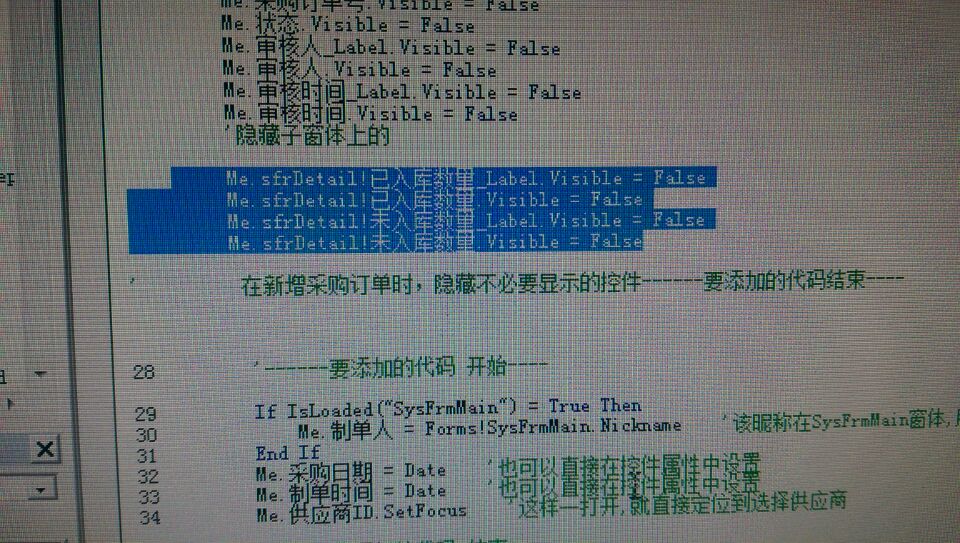 Me.采购订单号.Visible = False
Me.状态.Visible = False
Me.审核人_Label.Visible = False
Me.审核人.Visible = False
Me.审核时间_Label.Visible = False
Me.审核时间.Visible = False
'隐藏子窗体上的
Me.sfrDetail!已入库数量_Label.Visible = False
Me.sfrDetail!已入库数量.Visible = False
Me.sfrDetail!未入库数量_Label.Visible = False
Me.sfrDetail!未入库数量.Visible = False
' 在新增采购订单时，隐藏不必要显示的控件------要添加的代码结束----
28 '------要添加的代码 开始----
29 If IsLoaded("SysFrmMain") = True Then
30 Me.制单人 = Forms!SysFrmMain.Nickname '该昵称在SysFrmMain窗体,
31 End If
32 Me.采购日期 = Date '也可以直接在控件属性中设置
33 Me.制单时间 = Date '也可以直接在控件属性中设置
34 Me.供应商ID.SetFocus '这样一打开,就直接定位到选择供应商